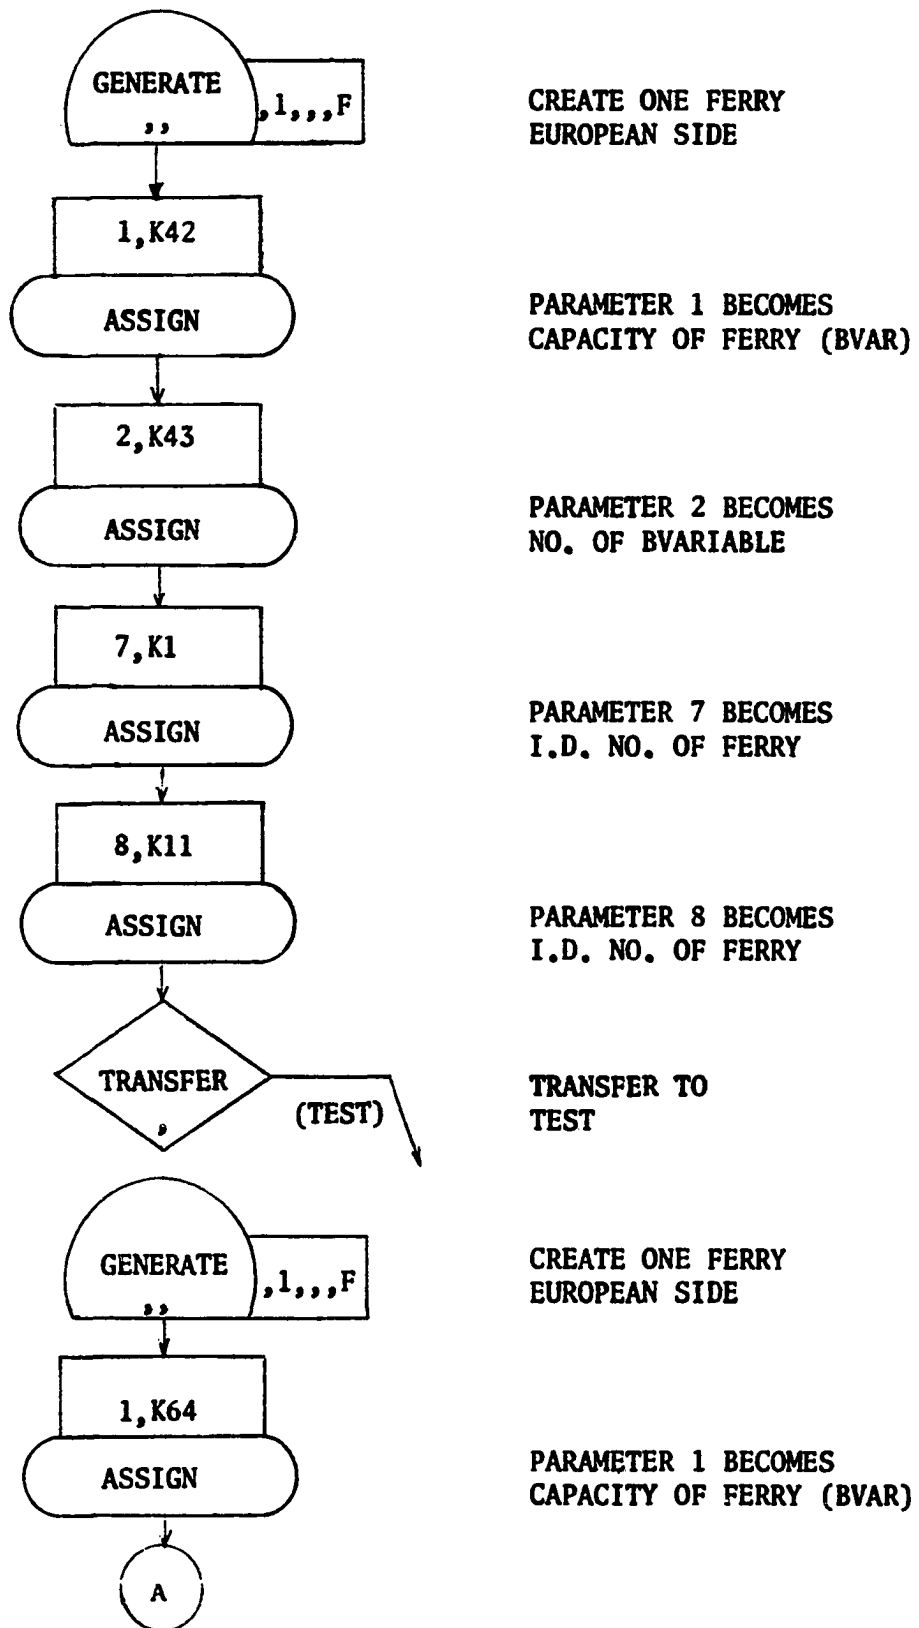 GENERATE
,,
,1,,,F
CREATE ONE FERRY
EUROPEAN SIDE
1,K42
ASSIGN
PARAMETER 1 BECOMES
CAPACITY OF FERRY (BVAR)
2,K43
ASSIGN
PARAMETER 2 BECOMES
NO. OF BVARIABLE
7,K1
ASSIGN
PARAMETER 7 BECOMES
I.D. NO. OF FERRY
8,K11
ASSIGN
PARAMETER 8 BECOMES
I.D. NO. OF FERRY
TRANSFER
,
(TEST)
TRANSFER TO
TEST
GENERATE
,,
,1,,,F
CREATE ONE FERRY
EUROPEAN SIDE
1,K64
ASSIGN
PARAMETER 1 BECOMES
CAPACITY OF FERRY (BVAR)
A